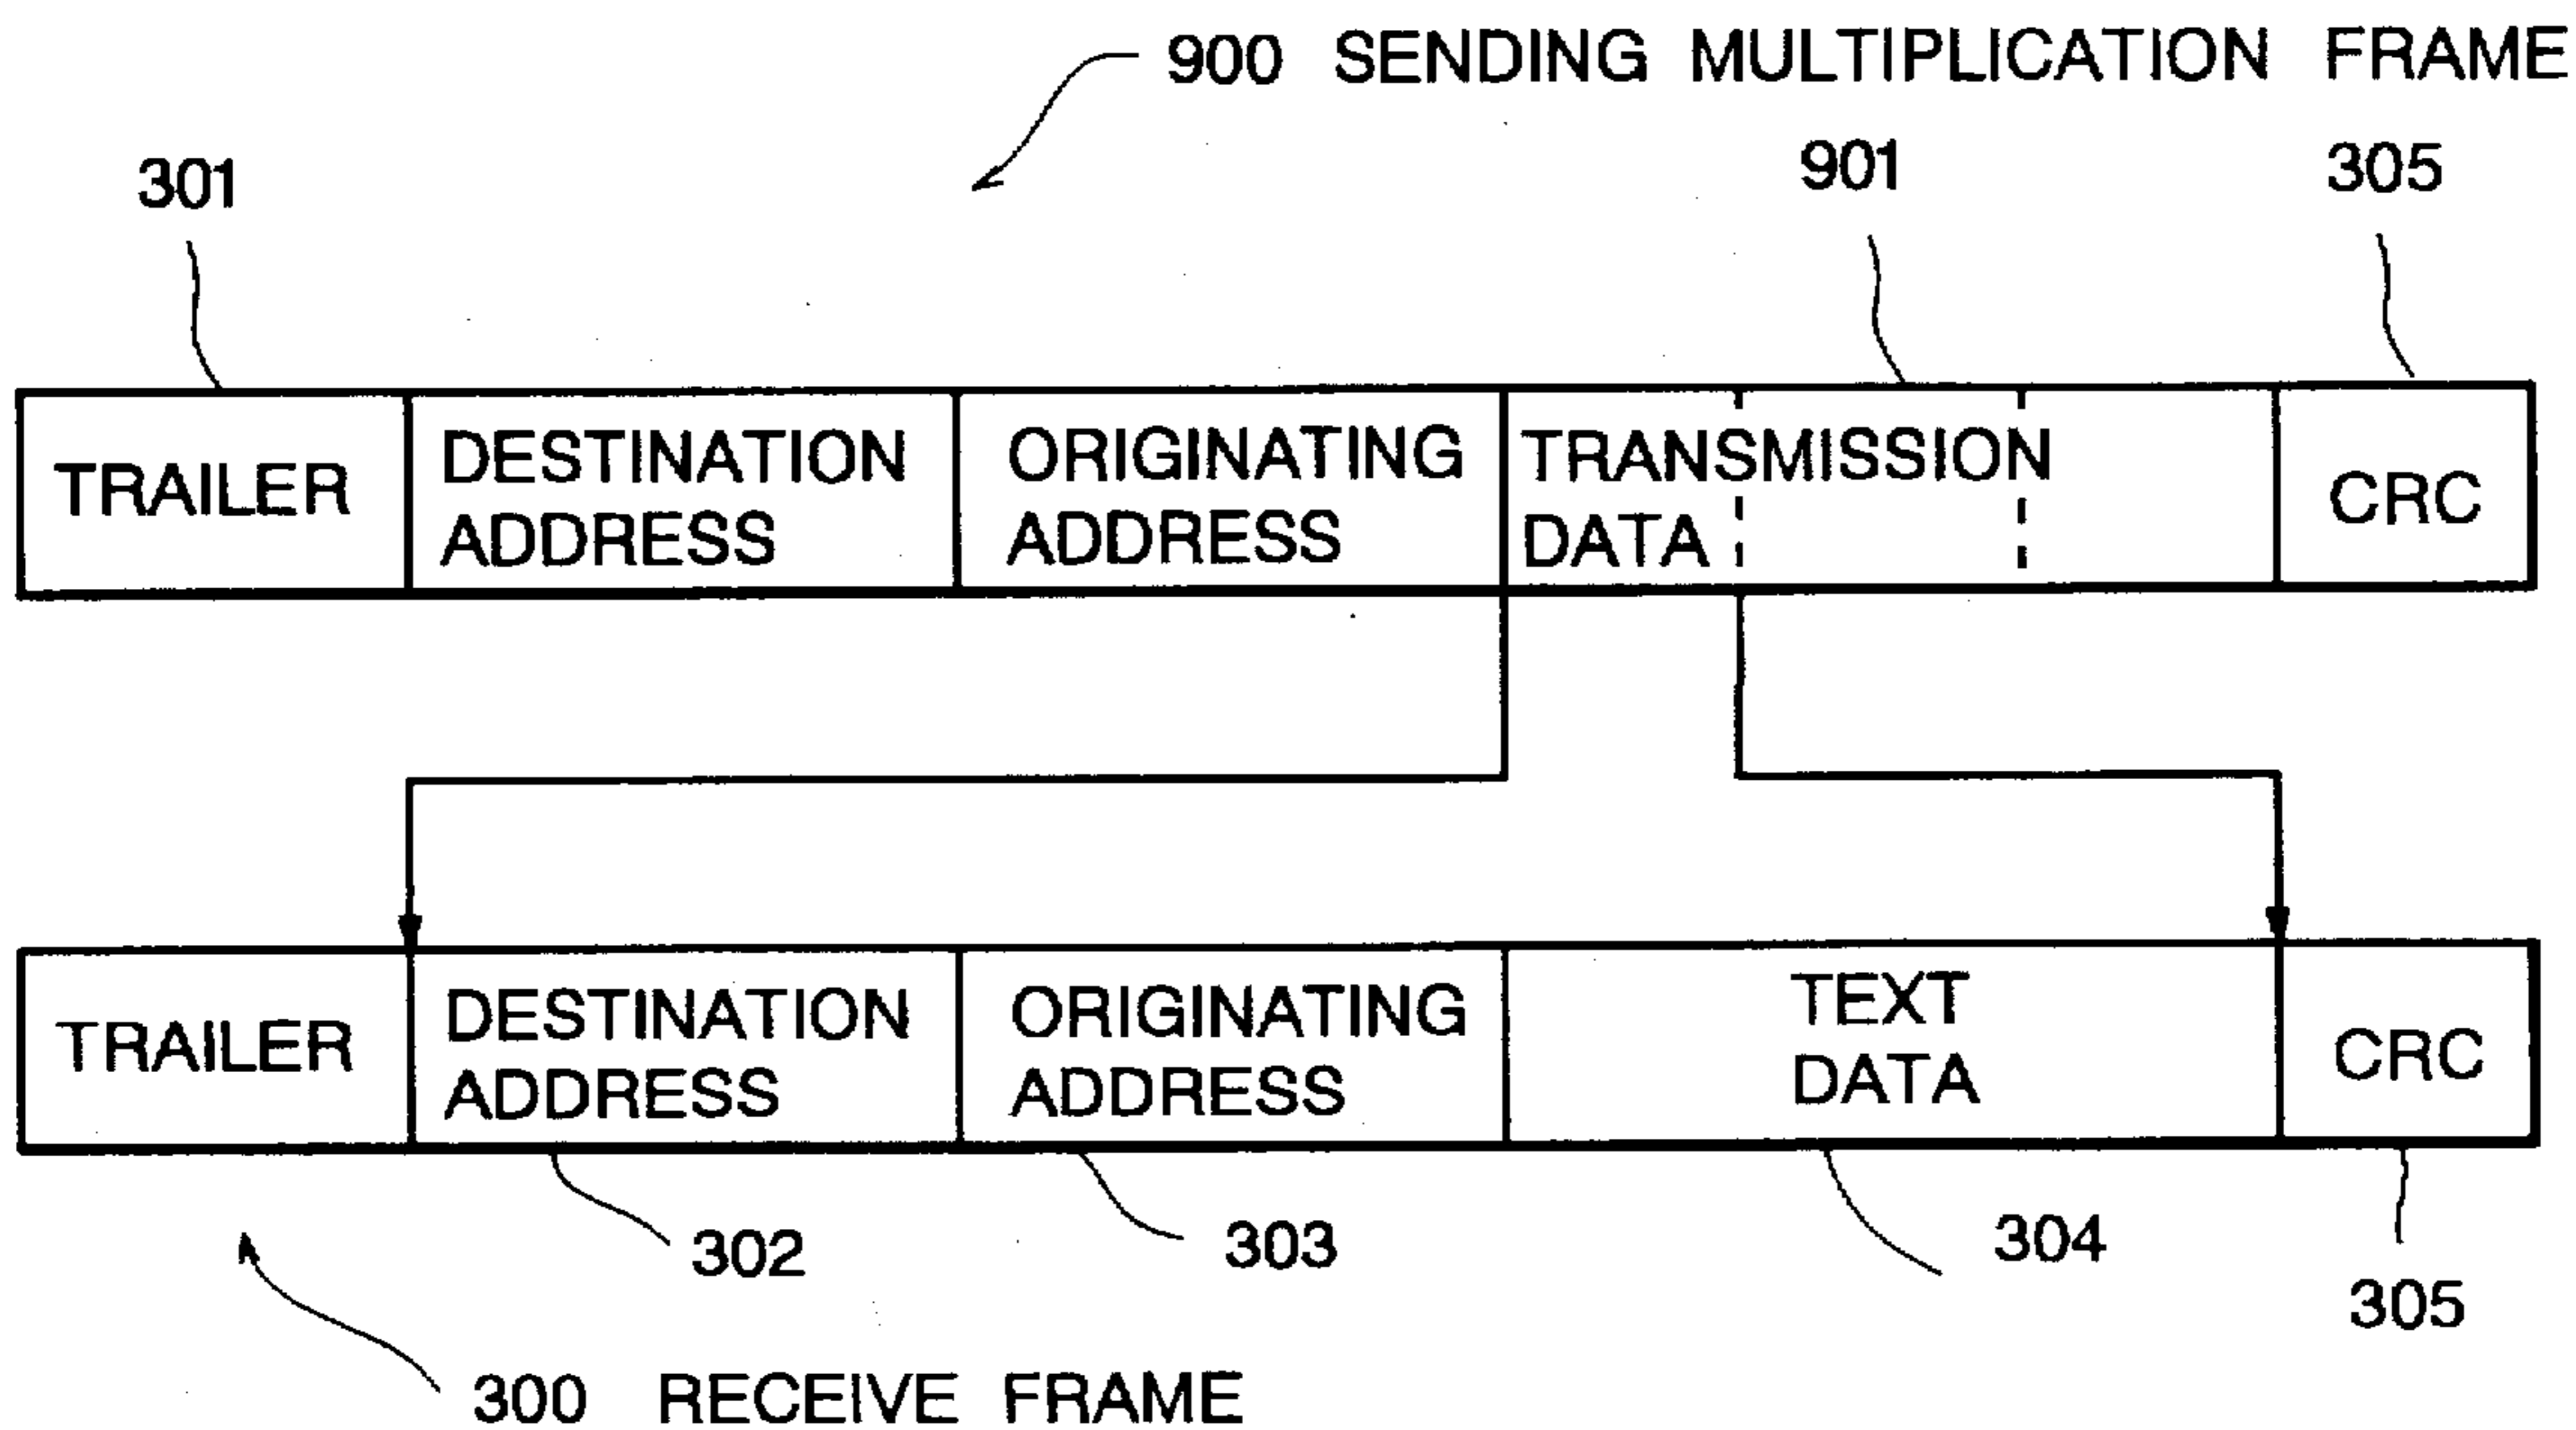 900 SENDING MULTIPLICATION FRAME
301
901
305
TRAILER
DESTINATION
ADDRESS
ORIGINATING
ADDRESS
TRANSMISSION
DATA
CRC
TRAILER
DESTINATION
ADDRESS
ORIGINATING
ADDRESS
TEXT
DATA
CRC
302
303
304
305
300 RECEIVE FRAME